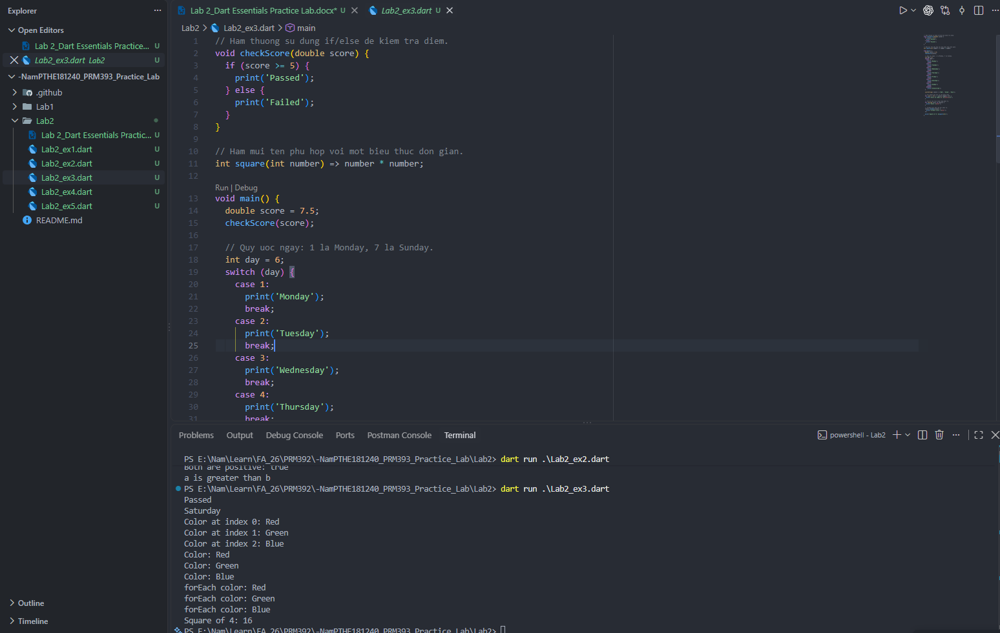 Explorer
Open Editors
Lab 2_Dart Essentials Practice... U
Lab2_ex3.dart Lab2 U
-NamPTHE181240_PRM393_Practice_Lab
.github
Lab1
Lab2
Lab 2_Dart Essentials Practic... U
Lab2_ex1.dart U
Lab2_ex2.dart U
Lab2_ex3.dart U
Lab2_ex4.dart U
Lab2_ex5.dart U
README.md
Outline
Timeline
Lab 2_Dart Essentials Practice Lab.docx* U
Lab2_ex3.dart U
Lab2 > Lab2_ex3.dart > main
1 // Ham thuong su dung if/else de kiem tra diem.
2 void checkScore(double score) {
3 if (score >= 5) {
4 print('Passed');
5 } else {
6 print('Failed');
7 }
8 }
9
10 // Ham mui ten phu hop voi mot bieu thuc don gian.
11 int square(int number) => number * number;
12
Run | Debug
13 void main() {
14 double score = 7.5;
15 checkScore(score);
16
17 // Quy uoc ngay: 1 la Monday, 7 la Sunday.
18 int day = 6;
19 switch (day) {
20 case 1:
21 print('Monday');
22 break;
23 case 2:
24 print('Tuesday');
25 break;
26 case 3:
27 print('Wednesday');
28 break;
29 case 4:
30 print('Thursday');
31 break;
Problems Output Debug Console Ports Postman Console Terminal
powershell - Lab2
PS E:\Nam\Learn\FA_26\PRM392\-NamPTHE181240_PRM393_Practice_Lab\Lab2> dart run .\Lab2_ex2.dart
Both are positive: true
a is greater than b
PS E:\Nam\Learn\FA_26\PRM392\-NamPTHE181240_PRM393_Practice_Lab\Lab2> dart run .\Lab2_ex3.dart
Passed
Saturday
Color at index 0: Red
Color at index 1: Green
Color at index 2: Blue
Color: Red
Color: Green
Color: Blue
forEach color: Red
forEach color: Green
forEach color: Blue
Square of 4: 16
PS E:\Nam\Learn\FA_26\PRM392\-NamPTHE181240_PRM393_Practice_Lab\Lab2>